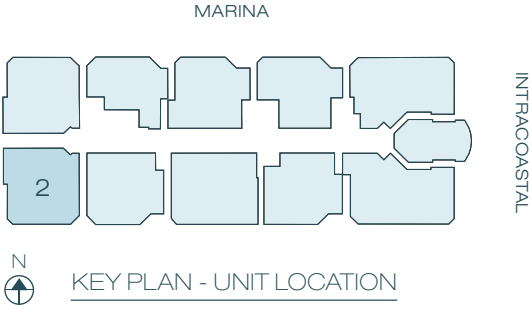 MARINA
INTRACOASTAL
2
N
KEY PLAN - UNIT LOCATION